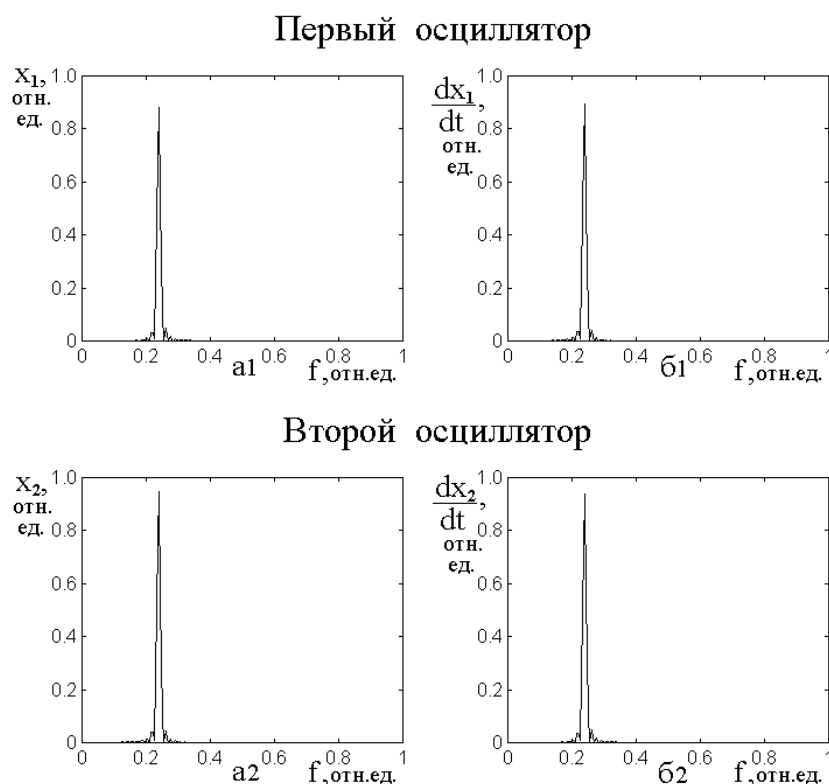 Первый осциллятор
x₁,
отн.
ед.
1.0
0.8
0.6
0.4
0.2
0
0 0.2 0.4 0.6 0.8 1
а1 f,отн.ед.
dx₁,
dt
отн.
ед.
1.0
0.8
0.6
0.4
0.2
0
0 0.2 0.4 0.6 0.8 1
б1 f,отн.ед.
Второй осциллятор
x₂,
отн.
ед.
1.0
0.8
0.6
0.4
0.2
0
0 0.2 0.4 0.6 0.8 1
а2 f,отн.ед.
dx₂,
dt
отн.
ед.
1.0
0.8
0.6
0.4
0.2
0
0 0.2 0.4 0.6 0.8 1
б2 f,отн.ед.